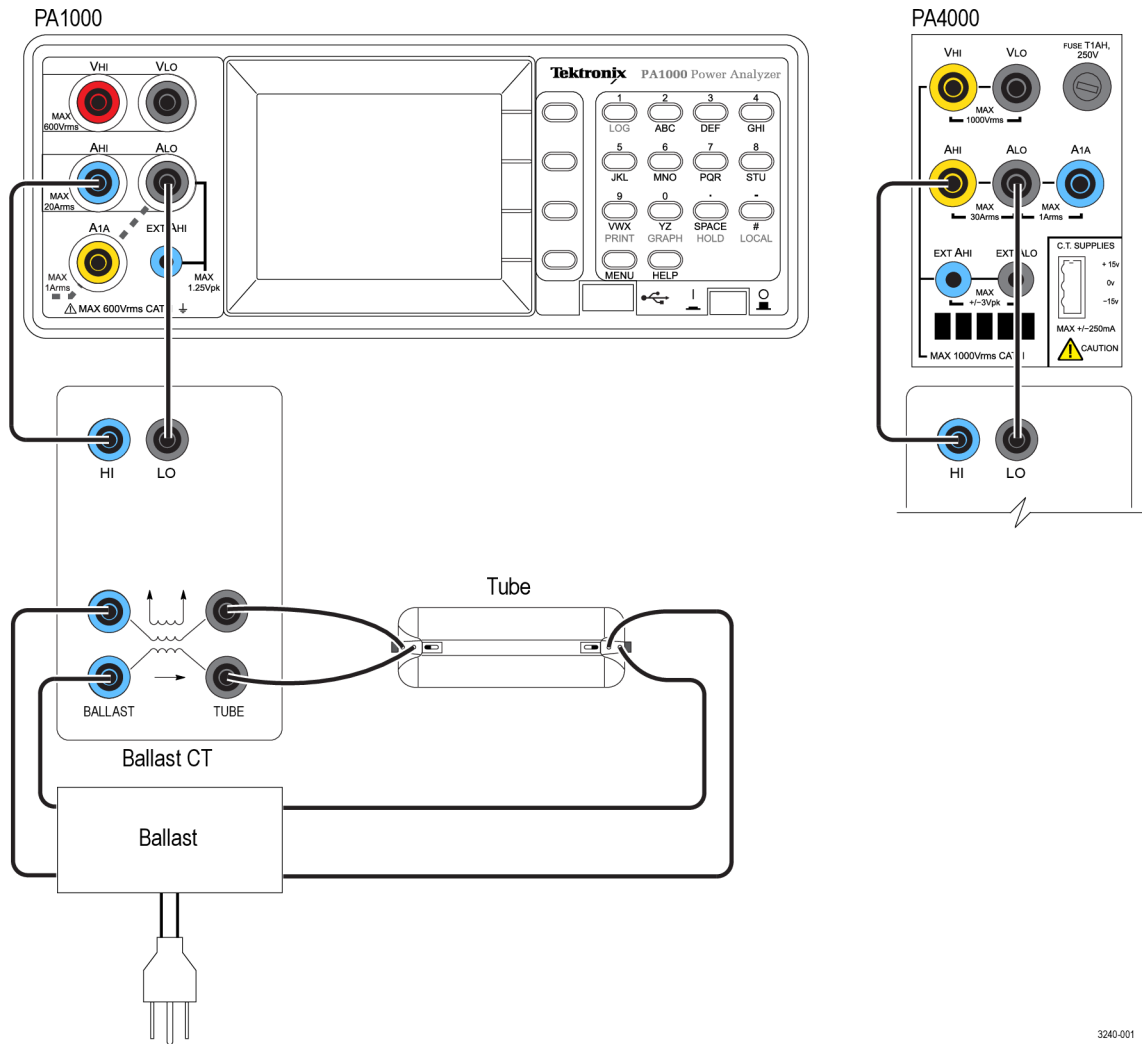 PA1000
VHI VLO
MAX
600Vrms
AHI ALO
MAX
20Arms
A1A EXT AHI
MAX
1Arms
MAX
1.25Vpk
MAX 600Vrms CAT
Tektronix PA1000 Power Analyzer
1 2 3 4
LOG ABC DEF GHI
5 6 7 8
JKL MNO PQR STU
9 0 · -
VWX YZ SPACE #
PRINT GRAPH HOLD LOCAL
MENU HELP
I O
PA4000
VHI VLO
FUSE T1AH,
250V
MAX
1000Vrms
AHI ALO A1A
MAX
30Arms
MAX
1Arms
EXT AHI EXT ALO
MAX
+/−3Vpk
C.T. SUPPLIES
+ 15v
0v
−15v
MAX +/−250mA
CAUTION
MAX 1000Vrms CAT I
HI LO
HI LO
BALLAST TUBE
Ballast CT
Tube
Ballast
3240-001